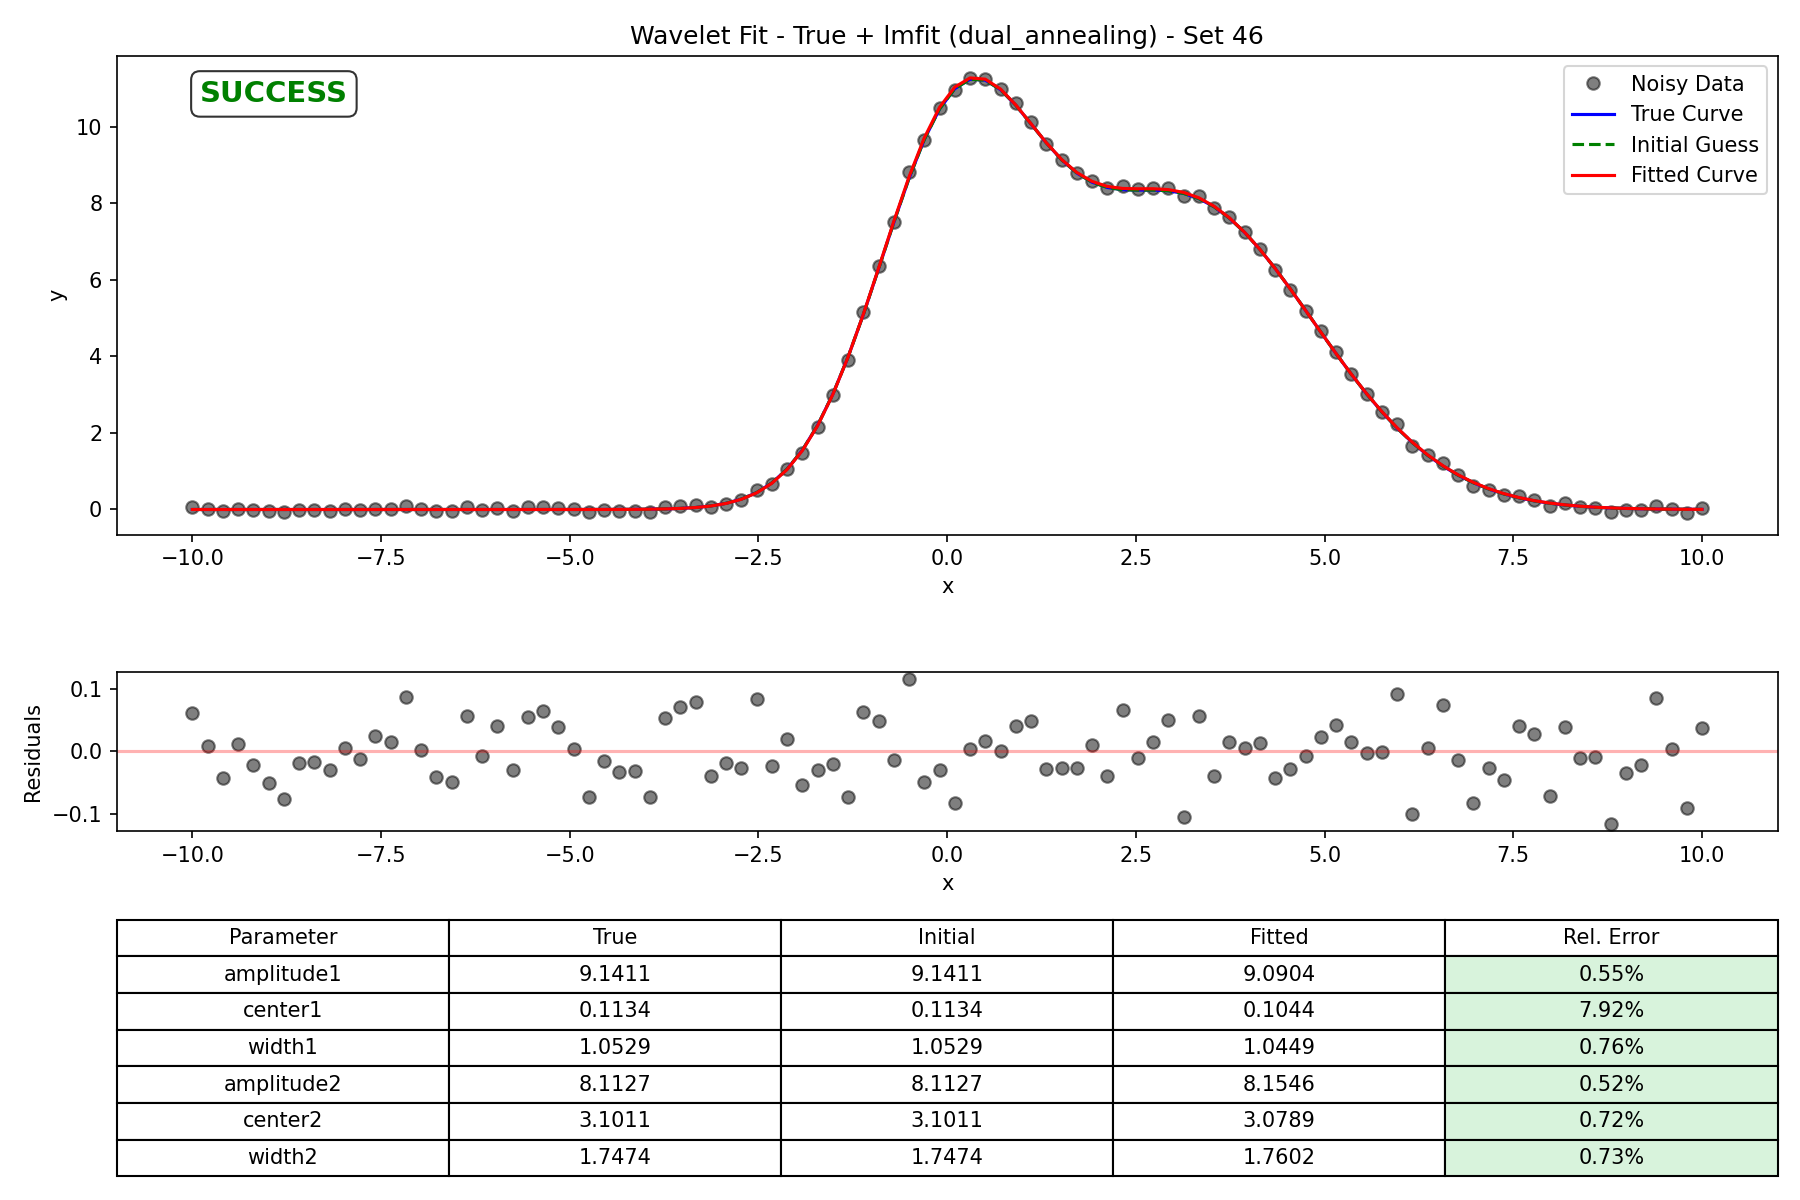 Wavelet Fit - True + lmfit (dual_annealing) - Set 46
SUCCESS
Noisy Data
True Curve
Initial Guess
Fitted Curve
y
10
8
6
4
2
0
−10.0 −7.5 −5.0 −2.5 0.0 2.5 5.0 7.5 10.0
x
Residuals
0.1
0.0
−0.1
−10.0 −7.5 −5.0 −2.5 0.0 2.5 5.0 7.5 10.0
x
Parameter True Initial Fitted Rel. Error
amplitude1 9.1411 9.1411 9.0904 0.55%
center1 0.1134 0.1134 0.1044 7.92%
width1 1.0529 1.0529 1.0449 0.76%
amplitude2 8.1127 8.1127 8.1546 0.52%
center2 3.1011 3.1011 3.0789 0.72%
width2 1.7474 1.7474 1.7602 0.73%